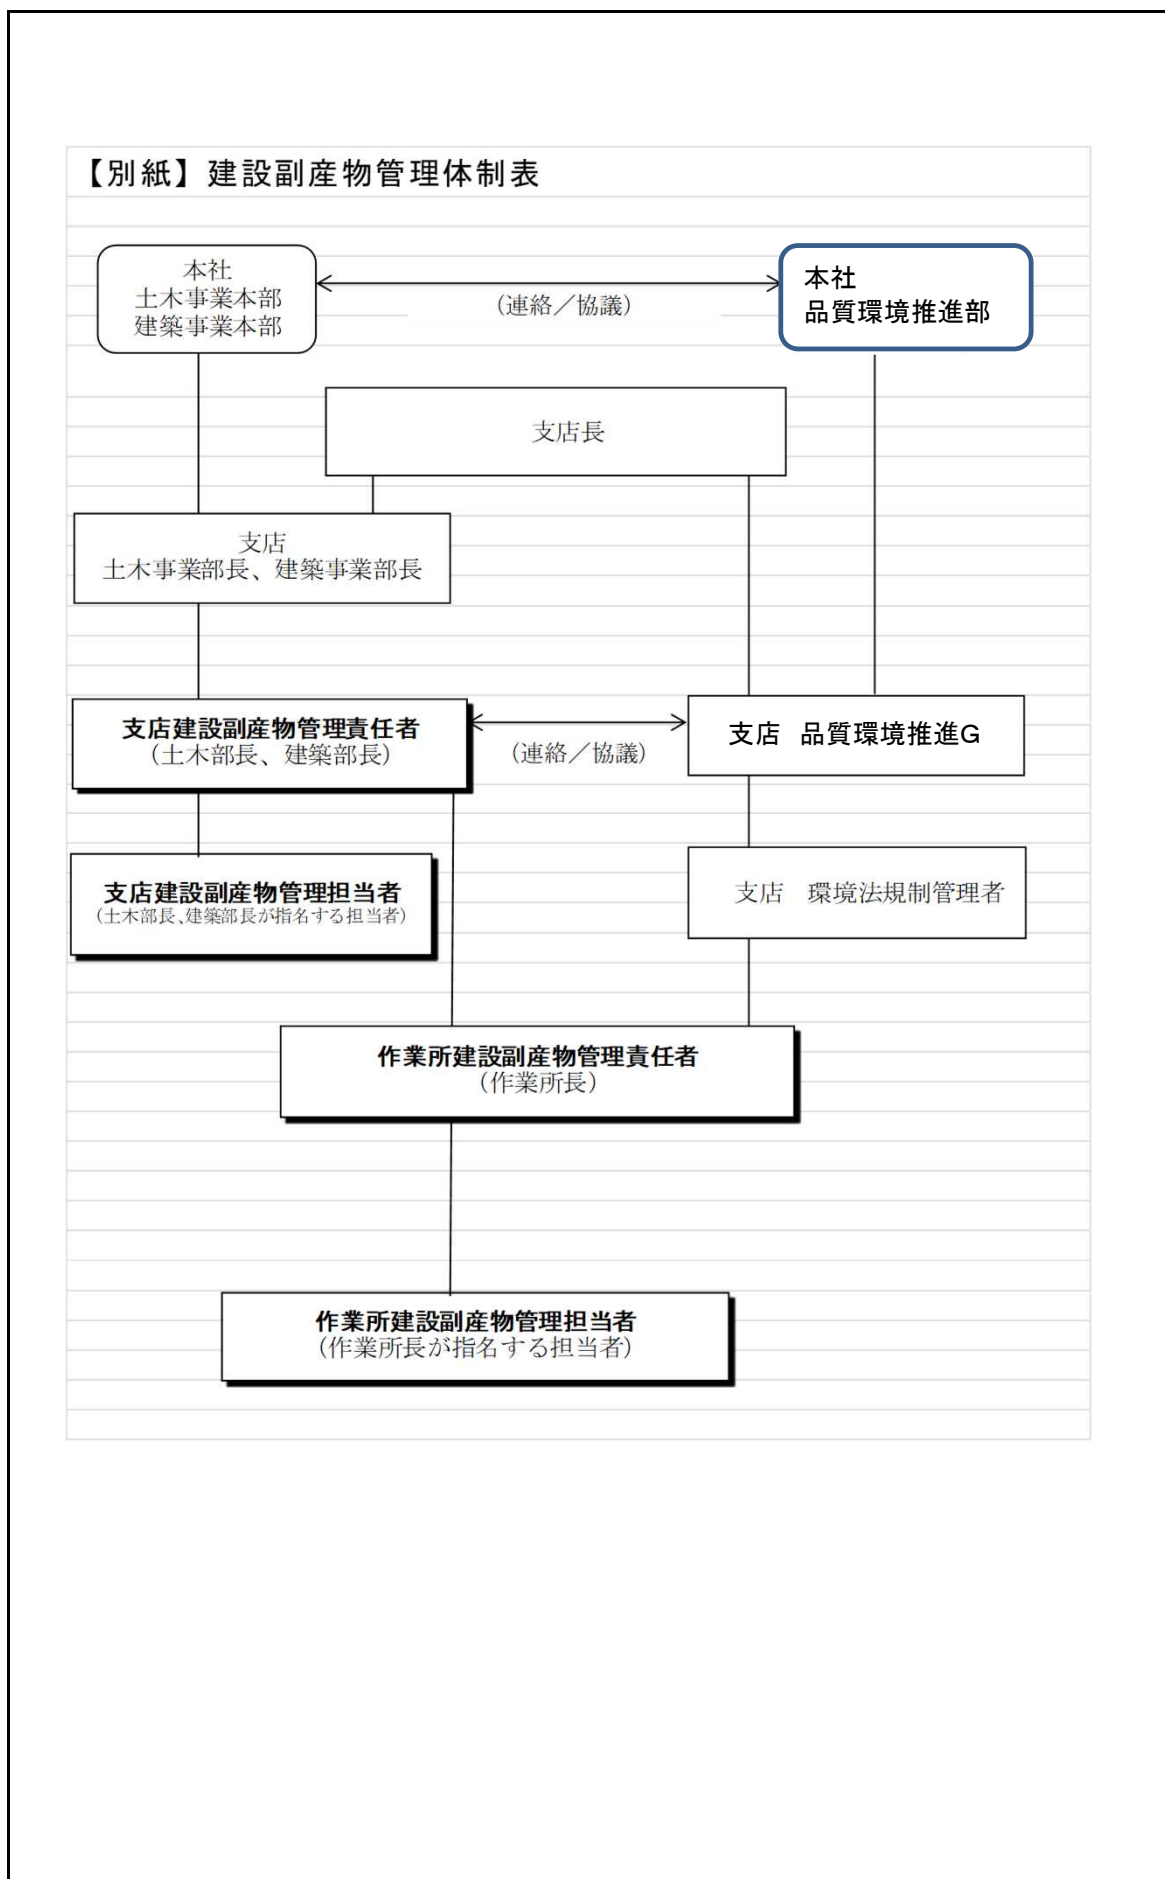 【別紙】建設副産物管理体制表
本社
土木事業本部
建築事業本部
(連絡／協議)
本社
品質環境推進部
支店長
支店
土木事業部長、建築事業部長
支店建設副産物管理責任者
(土木部長、建築部長)
(連絡／協議)
支店　品質環境推進G
支店建設副産物管理担当者
(土木部長、建築部長が指名する担当者)
支店　環境法規制管理者
作業所建設副産物管理責任者
(作業所長)
作業所建設副産物管理担当者
(作業所長が指名する担当者)